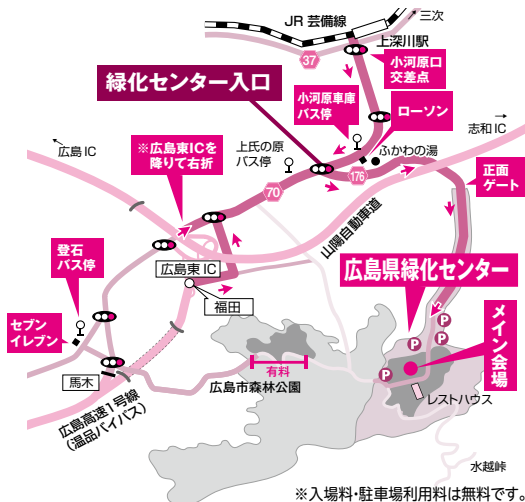 JR 芸備線
三次
上深川駅
37
小河原口
交差点
緑化センター入口
小河原車庫
バス停
ローソン
志和IC
広島IC
※広島東ICを
降りて右折
上氏の原
バス停
ふかわの湯
正面
ゲート
176
70
山陽自動車道
登石
バス停
広島東 IC
広島県緑化センター
福田
セブン
イレブン
P
P
P
P
メイン
会場
馬木
有料
広島市森林公園
レストハウス
広島高速1号線
(温品バイパス)
水越峠
※入場料・駐車場利用料は無料です。